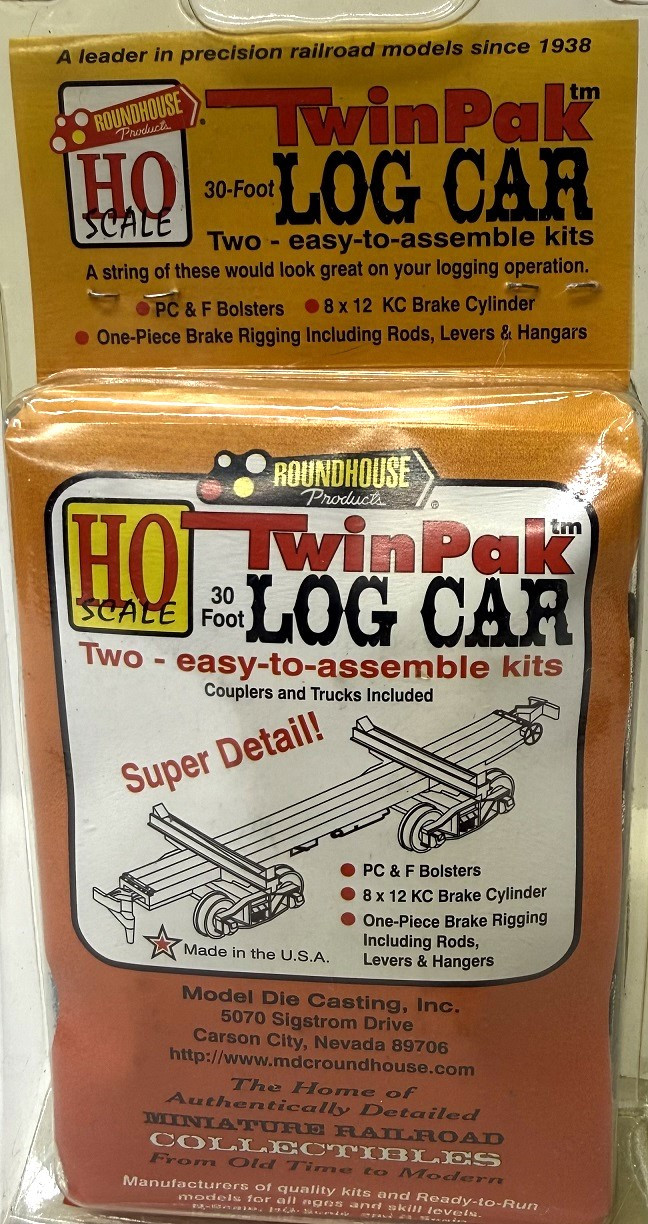 A leader in precision railroad models since 1938
ROUNDHOUSE
Products
HO
SCALE
TwinPak™
30-Foot LOG CAR
Two - easy-to-assemble kits
A string of these would look great on your logging operation.
• PC & F Bolsters • 8 x 12 KC Brake Cylinder
• One-Piece Brake Rigging Including Rods, Levers & Hangars
ROUNDHOUSE
Products ®
HO
SCALE
TwinPak™
30
Foot LOG CAR
Two - easy-to-assemble kits
Couplers and Trucks Included
Super Detail!
• PC & F Bolsters
• 8 x 12 KC Brake Cylinder
• One-Piece Brake Rigging
Including Rods,
Levers & Hangers
Made in the U.S.A.
Model Die Casting, Inc.
5070 Sigstrom Drive
Carson City, Nevada 89706
http://www.mdcroundhouse.com
The Home of
Authentically Detailed
MINIATURE RAILROAD
COLLECTIBLES
From Old Time to Modern
Manufacturers of quality kits and Ready-to-Run
models for all ages and skill levels.